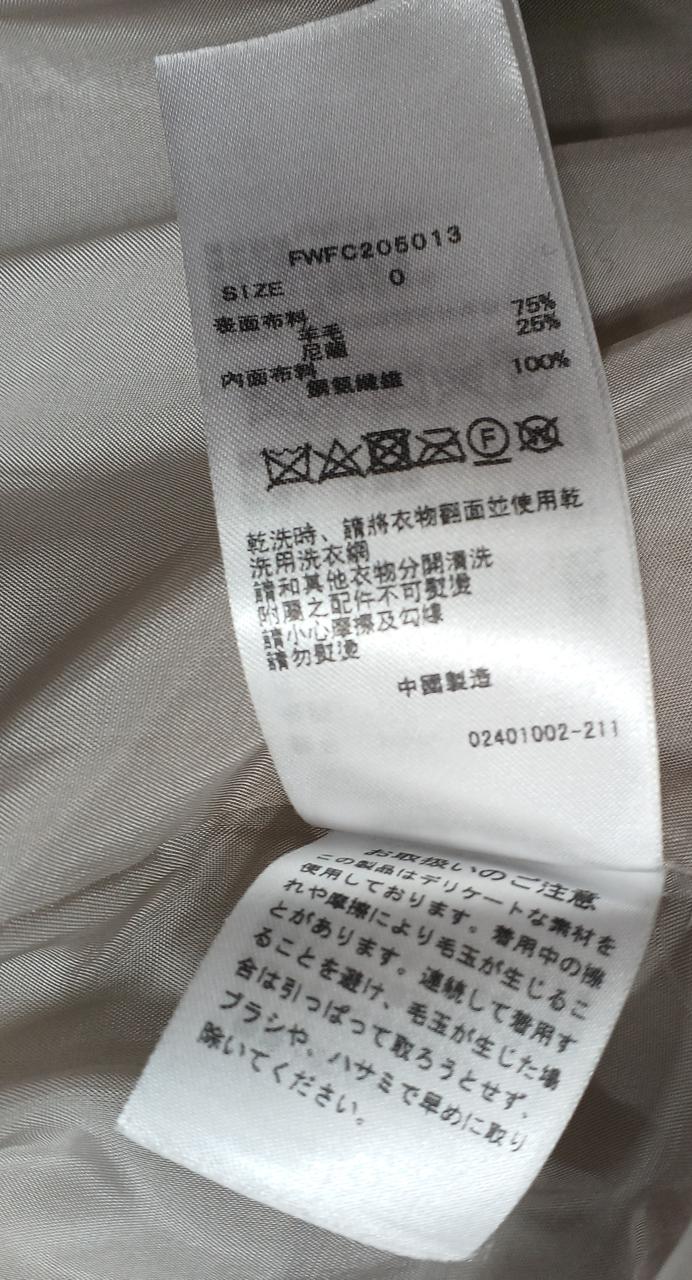 FWFC205013
SIZE 0
表面布料 75%
羊毛 25%
尼龍
內面布料 100%
銅氨纖維
F W
乾洗時、請將衣物翻面並使用乾
洗用洗衣網
請和其他衣物分開清洗
附屬之配件不可熨燙
請小心摩擦及勾線
請勿熨燙
中國製造
02401002-211
お取扱いのご注意
この製品はデリケートな素材を
使用しております。着用中の擦
れや摩擦により毛玉が生じるこ
とがあります。連続して着用す
ることを避け、毛玉が生じた場
合は引っぱって取ろうとせず、
ブラシや、ハサミで早めに取り
除いてください。